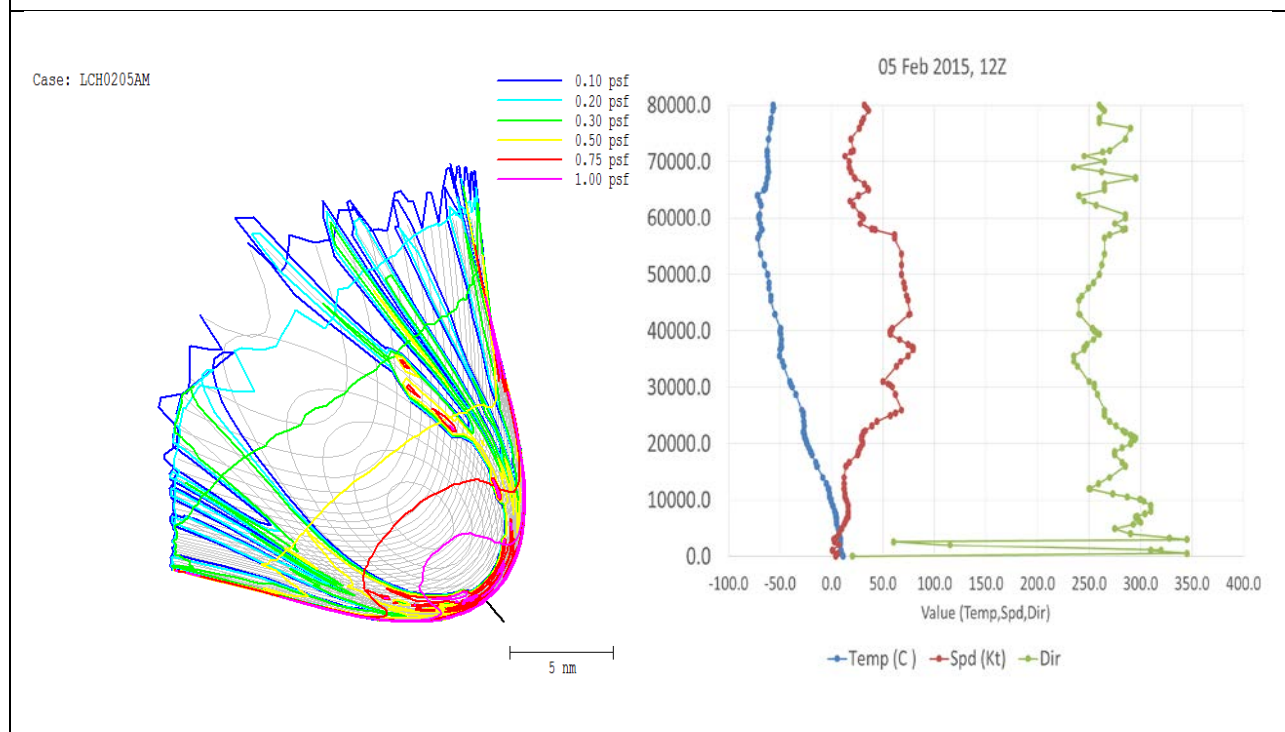 Case: LCH0205AM
0.10 psf
0.20 psf
0.30 psf
0.50 psf
0.75 psf
1.00 psf
5 nm
05 Feb 2015, 12Z
80000.0
70000.0
60000.0
50000.0
40000.0
30000.0
20000.0
10000.0
0.0
-100.0 -50.0 0.0 50.0 100.0 150.0 200.0 250.0 300.0 350.0 400.0
Value (Temp,Spd,Dir)
Temp (C ) Spd (Kt) Dir